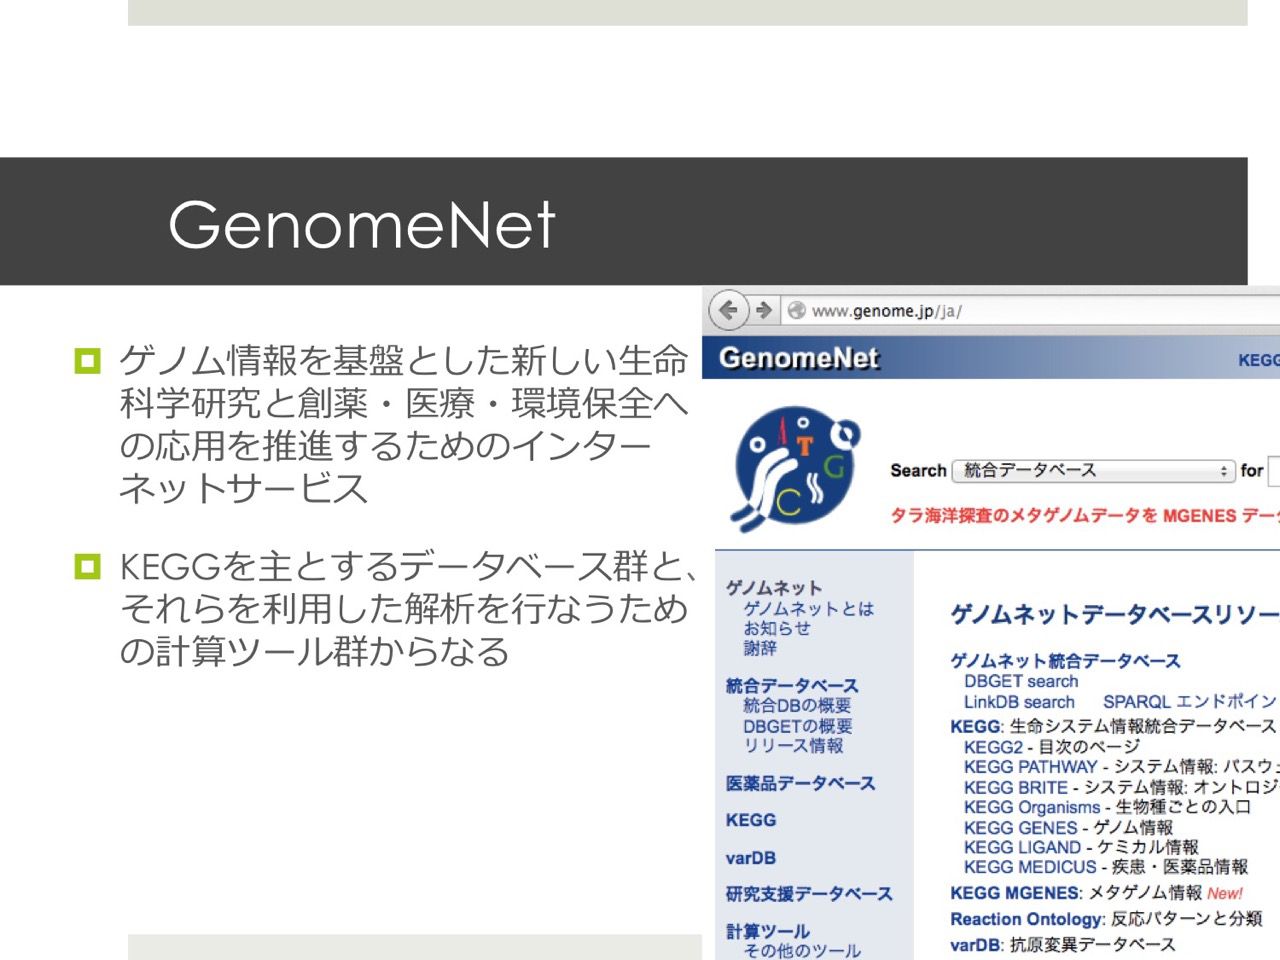 GenomeNet
ゲノム情報を基盤とした新しい生命
科学研究と創薬・医療・環境保全へ
の応用を推進するためのインター
ネットサービス
KEGGを主とするデータベース群と、
それらを利用した解析を行なうため
の計算ツール群からなる
www.genome.jp/ja/
GenomeNet
KEGG
A T G C
Search 統合データベース for
タラ海洋探査のメタゲノムデータを MGENES デー
ゲノムネット
ゲノムネットとは
お知らせ
謝辞
統合データベース
統合DBの概要
DBGETの概要
リリース情報
医薬品データベース
KEGG
varDB
研究支援データベース
計算ツール
その他のツール
ゲノムネットデータベースリソー
ゲノムネット統合データベース
DBGET search
LinkDB search SPARQL エンドポイン
KEGG: 生命システム情報統合データベース
KEGG2 - 目次のページ
KEGG PATHWAY - システム情報: パスウ
KEGG BRITE - システム情報: オントロジ
KEGG Organisms - 生物種ごとの入口
KEGG GENES - ゲノム情報
KEGG LIGAND - ケミカル情報
KEGG MEDICUS - 疾患・医薬品情報
KEGG MGENES: メタゲノム情報 New!
Reaction Ontology: 反応パターンと分類
varDB: 抗原変異データベース